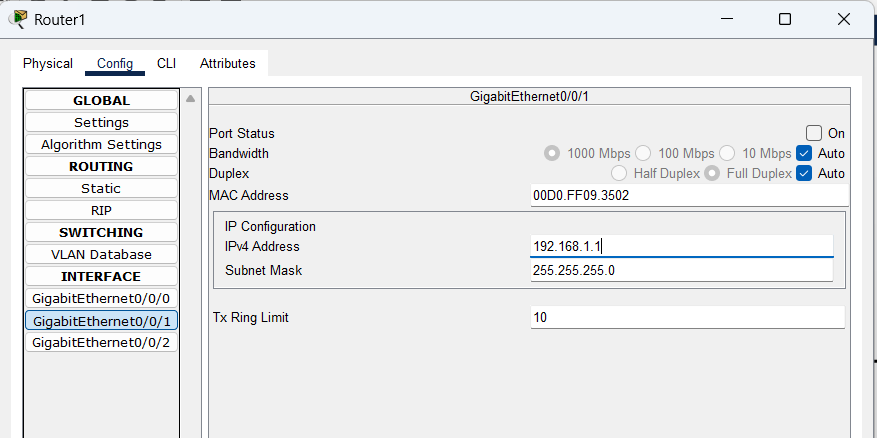 Router1
Physical Config CLI Attributes
GLOBAL
Settings
Algorithm Settings
ROUTING
Static
RIP
SWITCHING
VLAN Database
INTERFACE
GigabitEthernet0/0/0
GigabitEthernet0/0/1
GigabitEthernet0/0/2
GigabitEthernet0/0/1
Port Status On
Bandwidth 1000 Mbps 100 Mbps 10 Mbps Auto
Duplex Half Duplex Full Duplex Auto
MAC Address 00D0.FF09.3502
IP Configuration
IPv4 Address 192.168.1.1
Subnet Mask 255.255.255.0
Tx Ring Limit 10